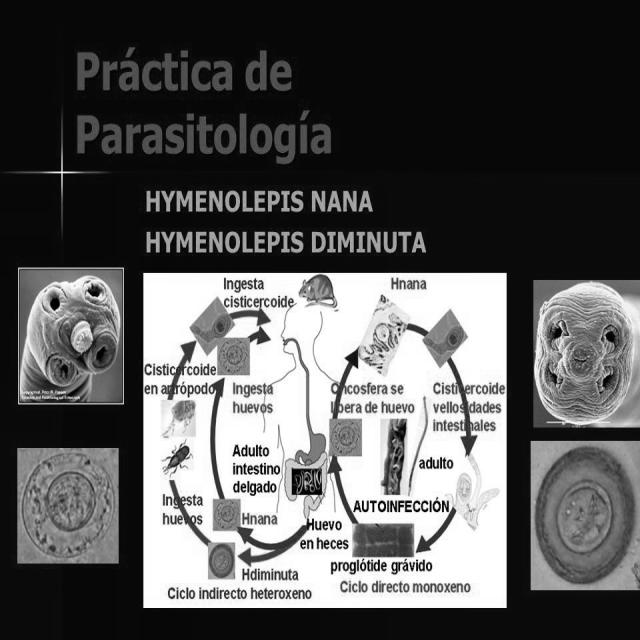 Práctica de
Parasitología
HYMENOLEPIS NANA
HYMENOLEPIS DIMINUTA
Ingesta
cisticercoide
Hnana
Cisticercoide
en artrópodo
Ingesta
huevos
Oncosfera se
libera de huevo
Cisticercoide
vellosidades
intestinales
Adulto
intestino
delgado
adulto
Ingesta
huevos
Hnana
AUTOINFECCIÓN
Huevo
en heces
proglótide grávido
Hdiminuta
Ciclo indirecto heteroxeno
Ciclo directo monoxeno